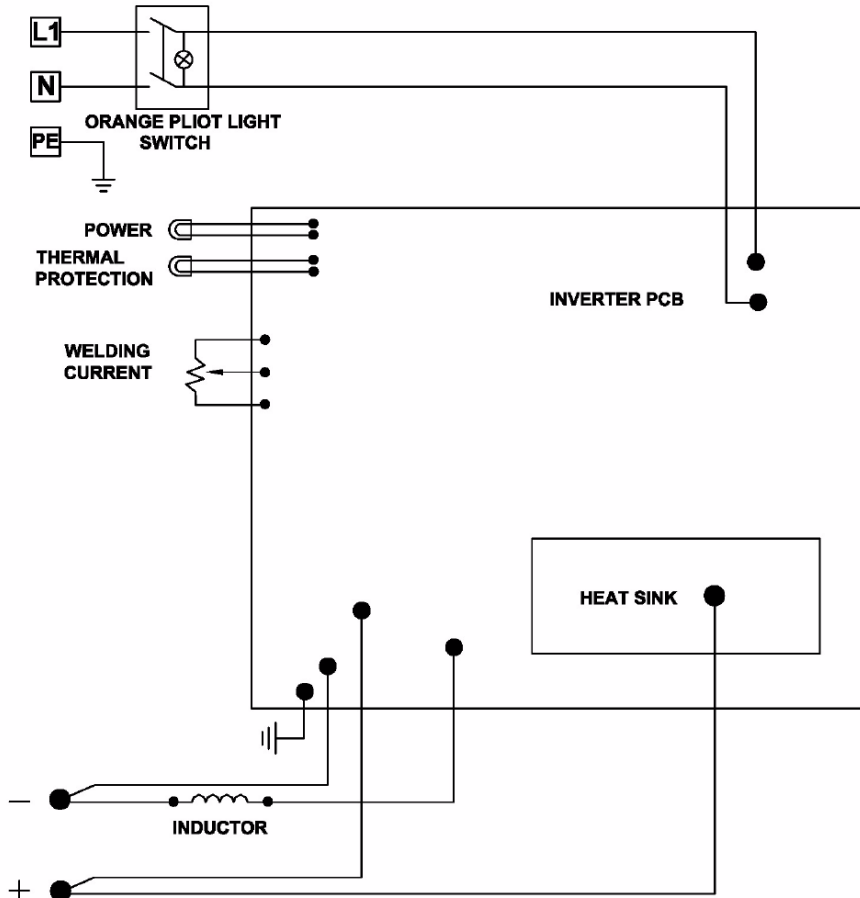 L1
N
ORANGE PLIOT LIGHT
SWITCH
PE
POWER
THERMAL
PROTECTION
INVERTER PCB
WELDING
CURRENT
HEAT SINK
−
INDUCTOR
+